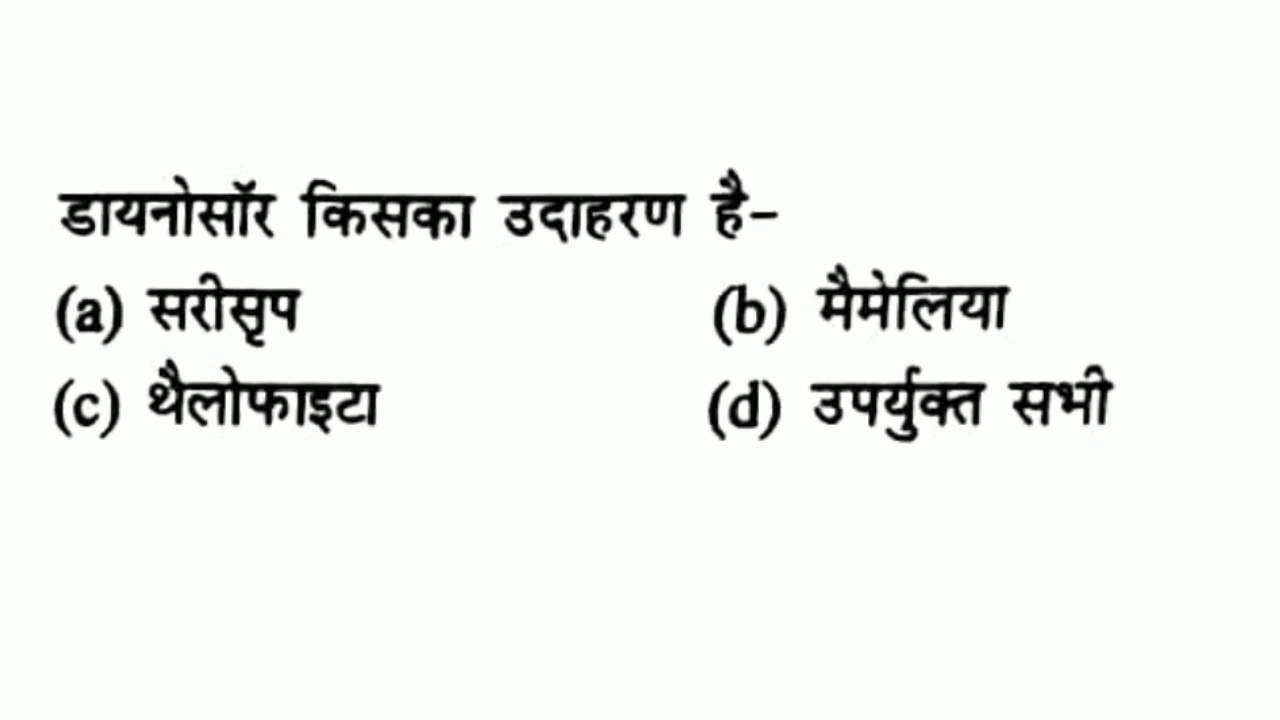 डायनोसॉर किसका उदाहरण है-
(a) सरीसृप (b) मैमेलिया
(c) थैलोफाइटा (d) उपर्युक्त सभी